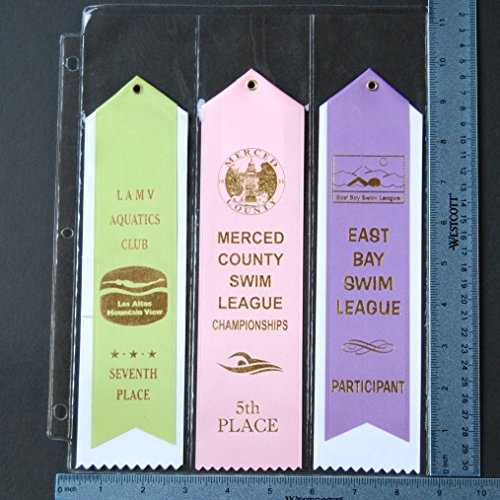 L A M V
AQUATICS
CLUB
Los Altos
Mountain View
SEVENTH
PLACE
MERCED
COUNTY
MERCED
COUNTY
SWIM
LEAGUE
CHAMPIONSHIPS
5th
PLACE
East Bay Swim League
EAST
BAY
SWIM
LEAGUE
PARTICIPANT
WESTCOTT
WESTCOTT